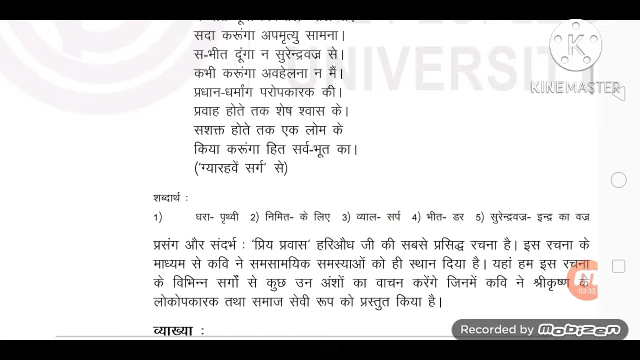 सदा करूंगा अपमृत्यु सामना।
स-भीत दूंगा न सुरेन्द्रवज्र से।
कभी करूंगा अवहेलना न मैं।
प्रधान-धर्मांग परोपकारक की।
प्रवाह होते तक शेष श्वास के।
सशक्त होते तक एक लोम के
किया करूंगा हित सर्व-भूत का।
('ग्यारहवें सर्ग' से)
शब्दार्थ :
1) धरा- पृथ्वी 2) निमित- के लिए 3) व्याल- सर्प 4) भीत- डर 5) सुरेन्द्रवज्र- इन्द्र का वज्र
प्रसंग और संदर्भ : 'प्रिय प्रवास' हरिऔध जी की सबसे प्रसिद्ध रचना है। इस रचना के
माध्यम से कवि ने समसामयिक समस्याओं को ही स्थान दिया है। यहां हम इस रचना
के विभिन्न सर्गों से कुछ उन अंशों का वाचन करेंगे जिनमें कवि ने श्रीकृष्ण के
लोकोपकारक तथा समाज सेवी रूप को प्रस्तुत किया है।
व्याख्या :
UNIVERSITY
KINEMASTER
Recorded by mobizen